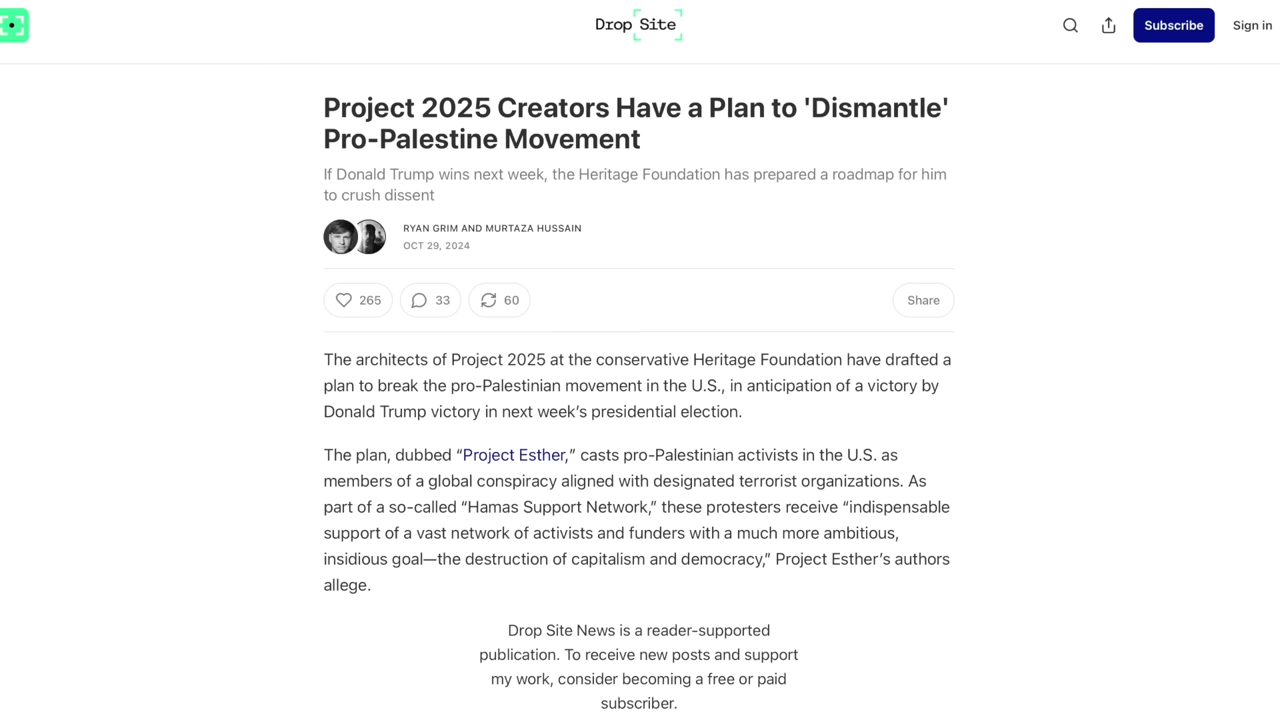 Drop Site
Subscribe
Sign in
Project 2025 Creators Have a Plan to 'Dismantle'
Pro-Palestine Movement
If Donald Trump wins next week, the Heritage Foundation has prepared a roadmap for him
to crush dissent
RYAN GRIM AND MURTAZA HUSSAIN
OCT 29, 2024
265
33
60
Share
The architects of Project 2025 at the conservative Heritage Foundation have drafted a
plan to break the pro-Palestinian movement in the U.S., in anticipation of a victory by
Donald Trump victory in next week’s presidential election.
The plan, dubbed “Project Esther,” casts pro-Palestinian activists in the U.S. as
members of a global conspiracy aligned with designated terrorist organizations. As
part of a so-called “Hamas Support Network,” these protesters receive “indispensable
support of a vast network of activists and funders with a much more ambitious,
insidious goal—the destruction of capitalism and democracy,” Project Esther’s authors
allege.
Drop Site News is a reader-supported
publication. To receive new posts and support
my work, consider becoming a free or paid
subscriber.